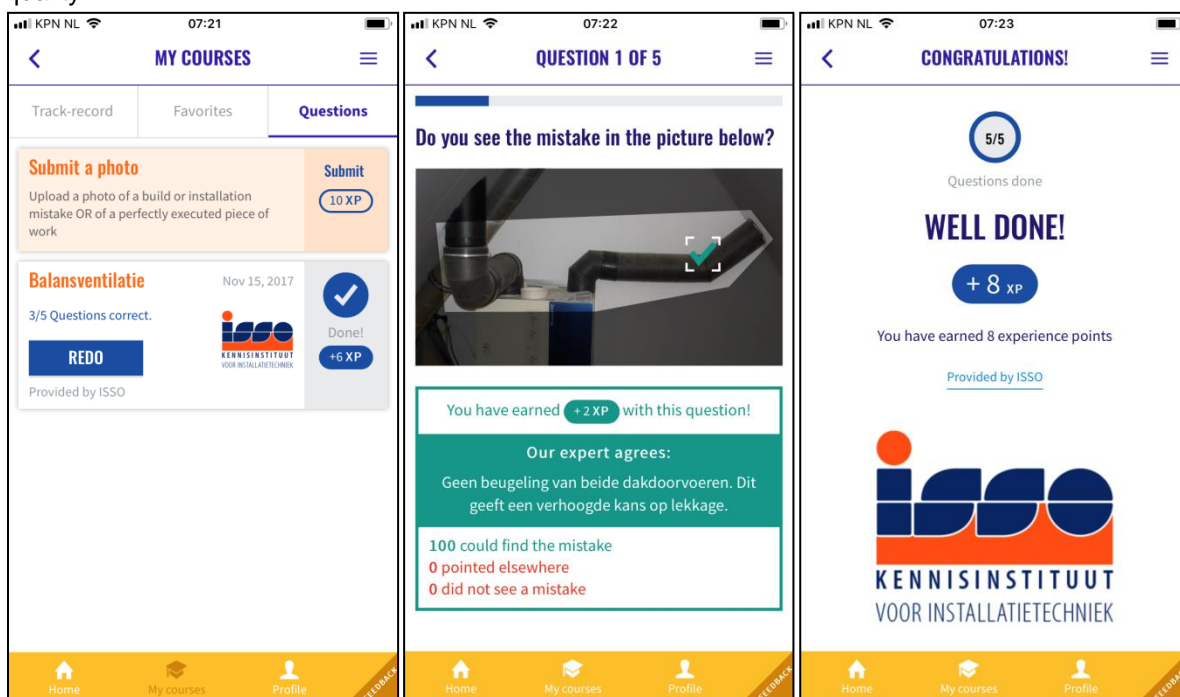 KPN NL 07:21
MY COURSES
Track-record Favorites Questions
Submit a photo
Upload a photo of a build or installation
mistake OR of a perfectly executed piece of
work
Submit
10 XP
Balansventilatie
Nov 15, 2017
3/5 Questions correct.
REDO
Provided by ISSO
isso
KENNISINSTITUUT
VOOR INSTALLATIETECHNIEK
Done!
+6 XP
Home My courses Profile
FEEDBACK
KPN NL 07:22
QUESTION 1 OF 5
Do you see the mistake in the picture below?
You have earned +2 XP with this question!
Our expert agrees:
Geen beugeling van beide dakdoorvoeren. Dit
geeft een verhoogde kans op lekkage.
100 could find the mistake
0 pointed elsewhere
0 did not see a mistake
Home My courses Profile
FEEDBACK
KPN NL 07:23
CONGRATULATIONS!
5/5
Questions done
WELL DONE!
+ 8 XP
You have earned 8 experience points
Provided by ISSO
isso
KENNISINSTITUUT
VOOR INSTALLATIETECHNIEK
Home My courses Profile
FEEDBACK